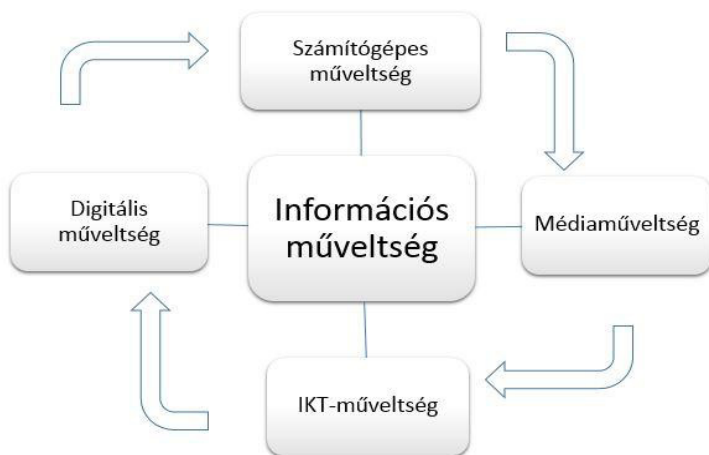 Számítógépes
műveltség
Digitális
műveltség
Információs
műveltség
Médiaműveltség
IKT-műveltség